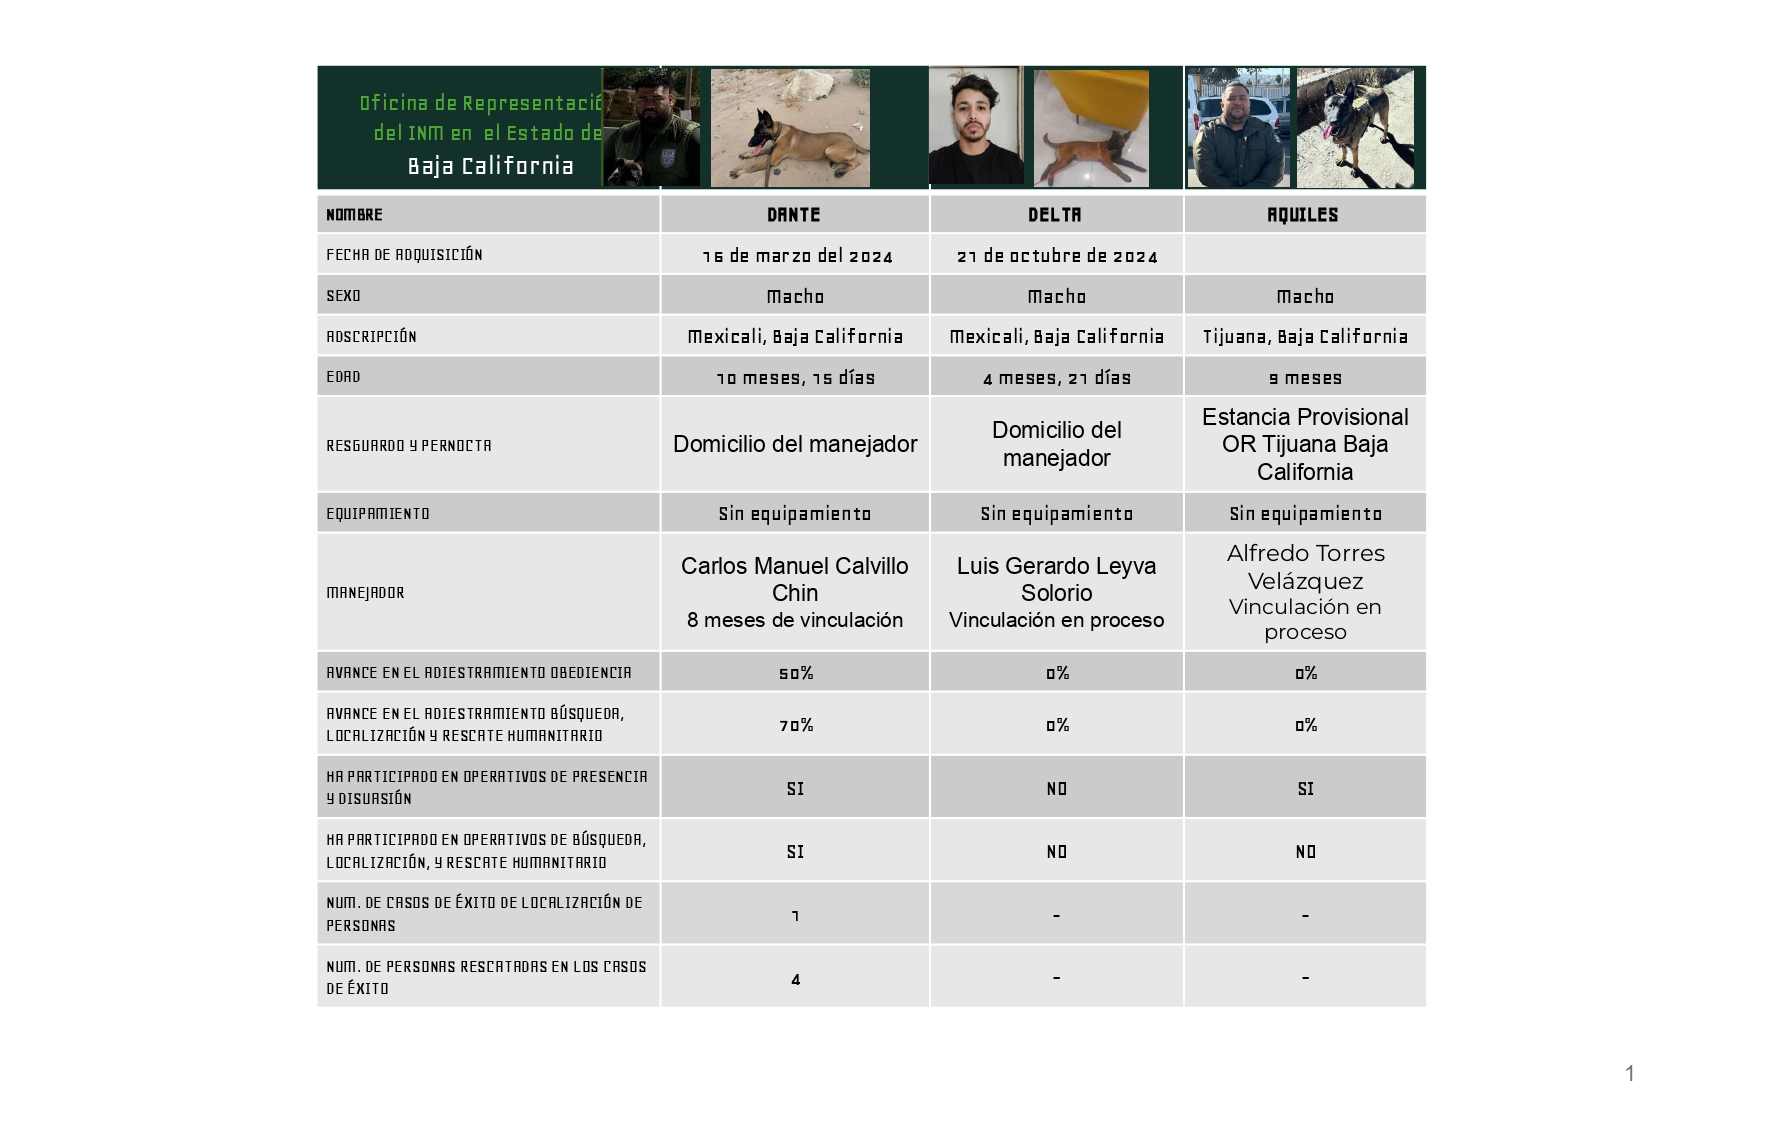 Oficina de Representació
del INM en el Estado de
Baja California
NOMBRE
DANTE
DELTA
AQUILES
FECHA DE ADQUISICIÓN
16 de marzo del 2024
21 de octubre de 2024
SEXO
Macho
Macho
Macho
ADSCRIPCIÓN
Mexicali, Baja California
Mexicali, Baja California
Tijuana, Baja California
EDAD
10 meses, 15 días
4 meses, 21 días
9 meses
RESGUARDO Y PERNOCTA
Domicilio del manejador
Domicilio del
manejador
Estancia Provisional
OR Tijuana Baja
California
EQUIPAMIENTO
Sin equipamiento
Sin equipamiento
Sin equipamiento
MANEJADOR
Carlos Manuel Calvillo
Chin
8 meses de vinculación
Luis Gerardo Leyva
Solorio
Vinculación en proceso
Alfredo Torres
Velázquez
Vinculación en
proceso
AVANCE EN EL ADIESTRAMIENTO OBEDIENCIA
50%
0%
0%
AVANCE EN EL ADIESTRAMIENTO BÚSQUEDA,
LOCALIZACIÓN Y RESCATE HUMANITARIO
70%
0%
0%
HA PARTICIPADO EN OPERATIVOS DE PRESENCIA
Y DISUASIÓN
SI
NO
SI
HA PARTICIPADO EN OPERATIVOS DE BÚSQUEDA,
LOCALIZACIÓN, Y RESCATE HUMANITARIO
SI
NO
NO
NUM. DE CASOS DE ÉXITO DE LOCALIZACIÓN DE
PERSONAS
1
-
-
NUM. DE PERSONAS RESCATADAS EN LOS CASOS
DE ÉXITO
4
-
-
1